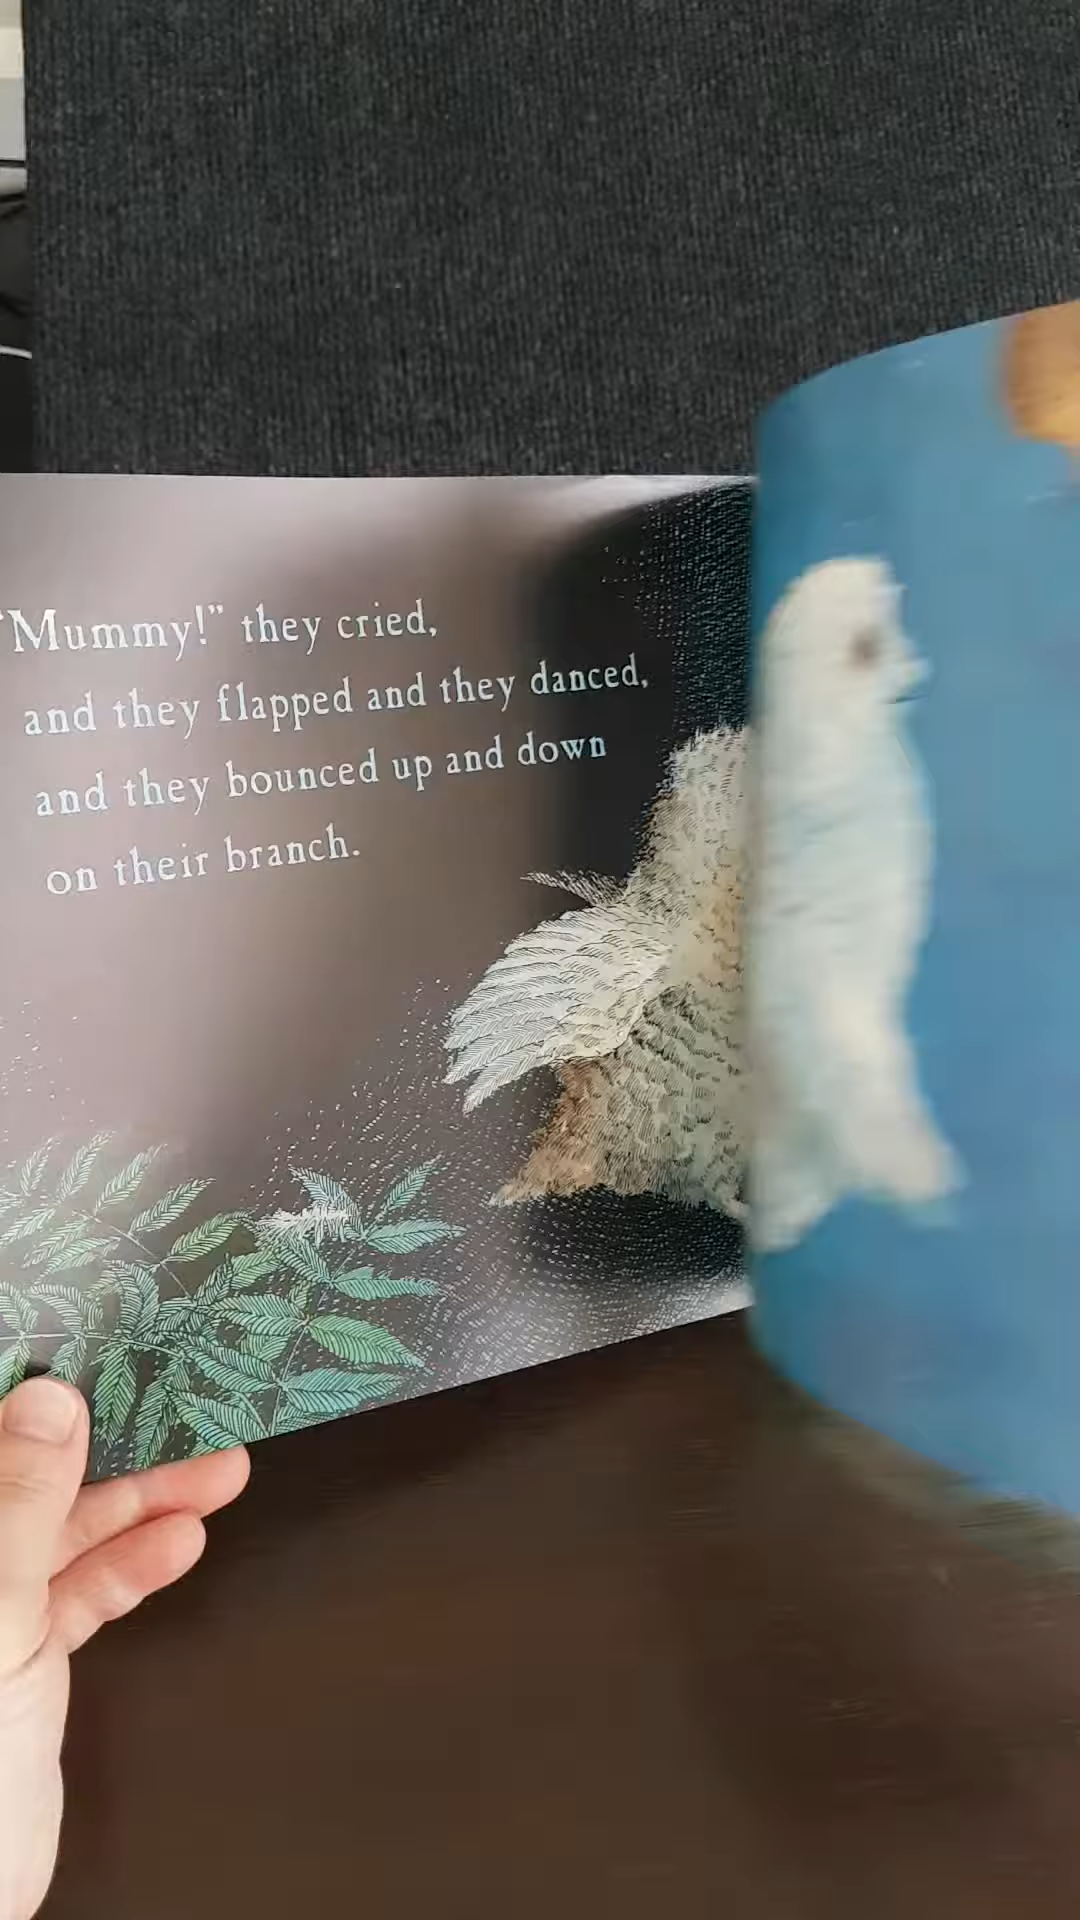 “Mummy!” they cried,
and they flapped and they danced,
and they bounced up and down
on their branch.